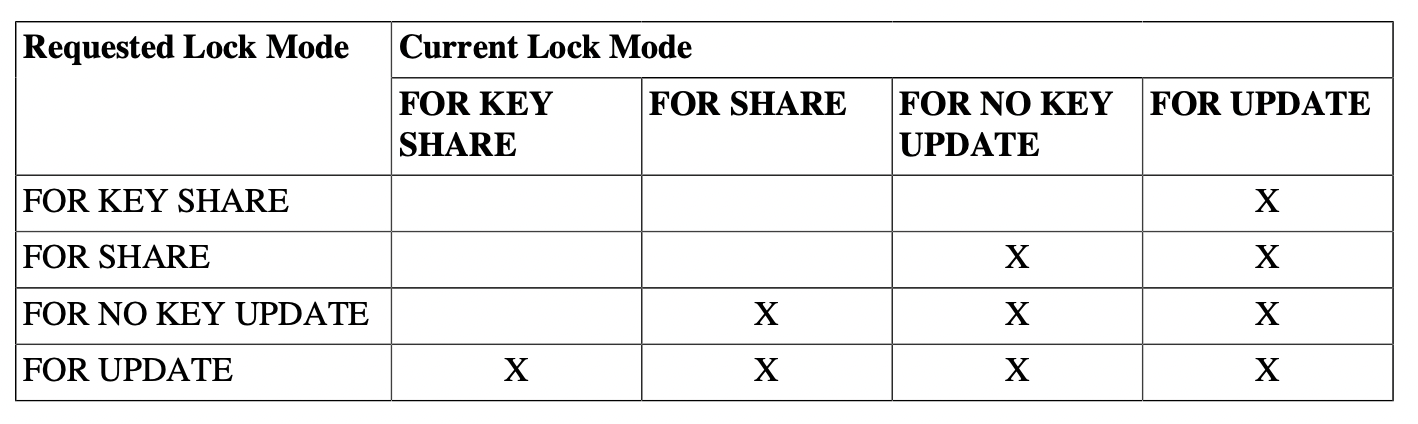 Requested Lock Mode Current Lock Mode
FOR KEY FOR SHARE FOR NO KEY FOR UPDATE
SHARE UPDATE
FOR KEY SHARE X
FOR SHARE X X
FOR NO KEY UPDATE X X X
FOR UPDATE X X X X